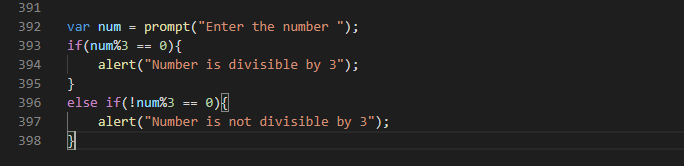 391
392 var num = prompt("Enter the number ");
393 if(num%3 == 0){
394 alert("Number is divisible by 3");
395 }
396 else if(!num%3 == 0){
397 alert("Number is not divisible by 3");
398 }